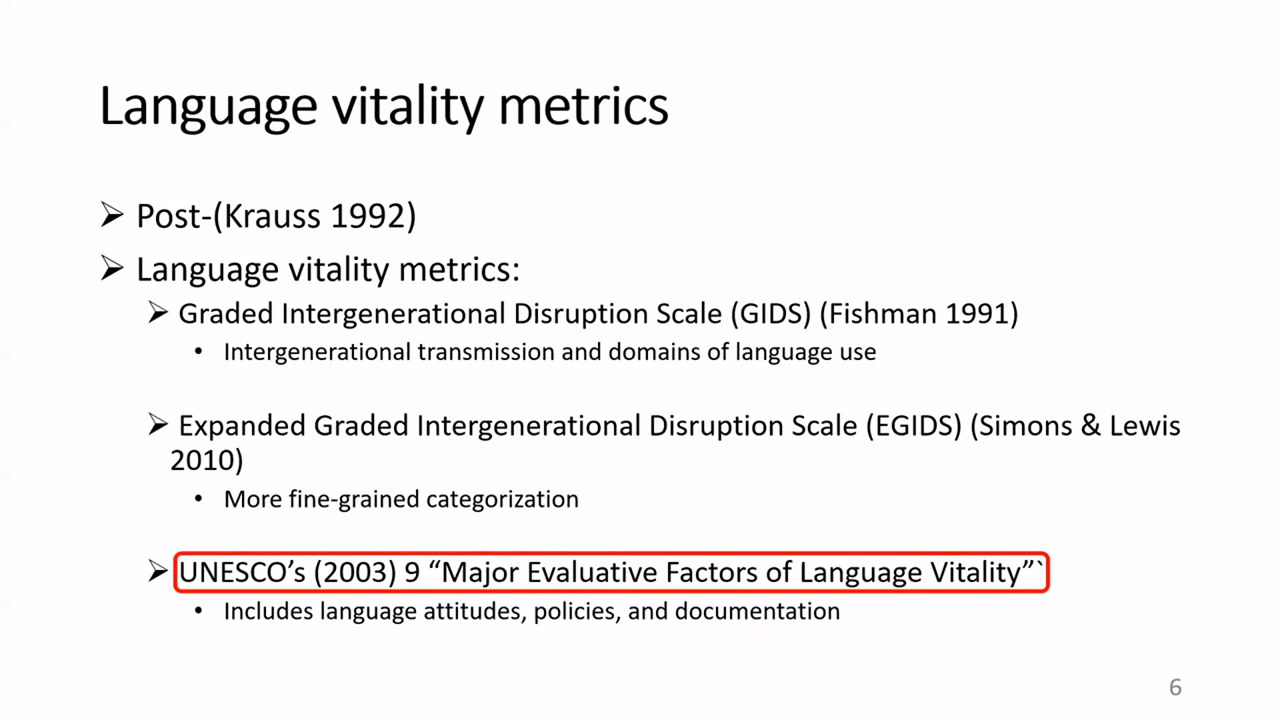 Language vitality metrics
➢ Post-(Krauss 1992)
➢ Language vitality metrics:
➢ Graded Intergenerational Disruption Scale (GIDS) (Fishman 1991)
• Intergenerational transmission and domains of language use
➢ Expanded Graded Intergenerational Disruption Scale (EGIDS) (Simons & Lewis
2010)
• More fine-grained categorization
➢ UNESCO’s (2003) 9 “Major Evaluative Factors of Language Vitality”`
• Includes language attitudes, policies, and documentation
6